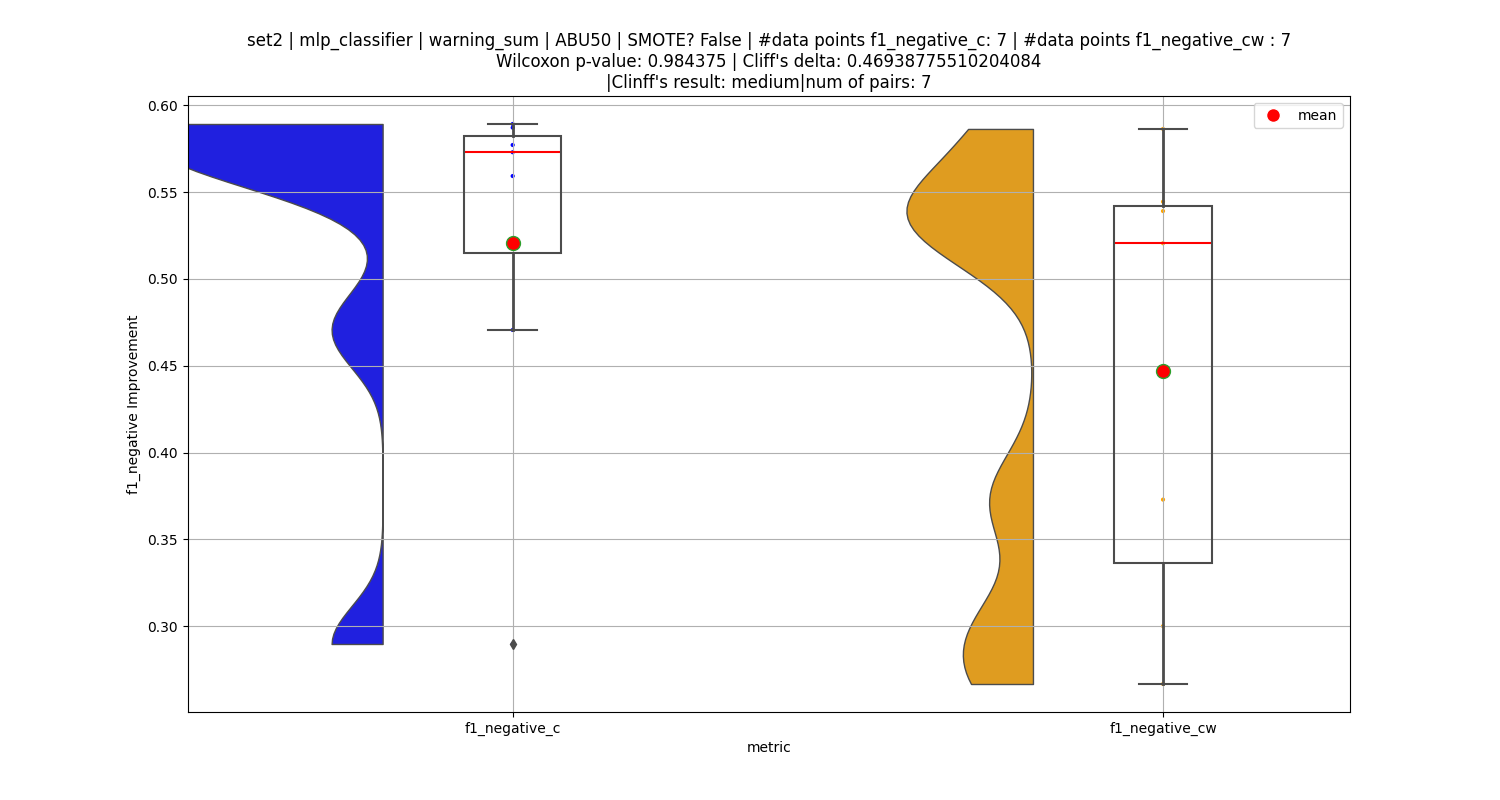 set2 | mlp_classifier | warning_sum | ABU50 | SMOTE? False | #data points f1_negative_c: 7 | #data points f1_negative_cw : 7
Wilcoxon p-value: 0.984375 | Cliff's delta: 0.46938775510204084
|Clinff's result: medium|num of pairs: 7
mean
0.60
0.55
0.50
0.45
0.40
0.35
0.30
f1_negative Improvement
f1_negative_c
f1_negative_cw
metric